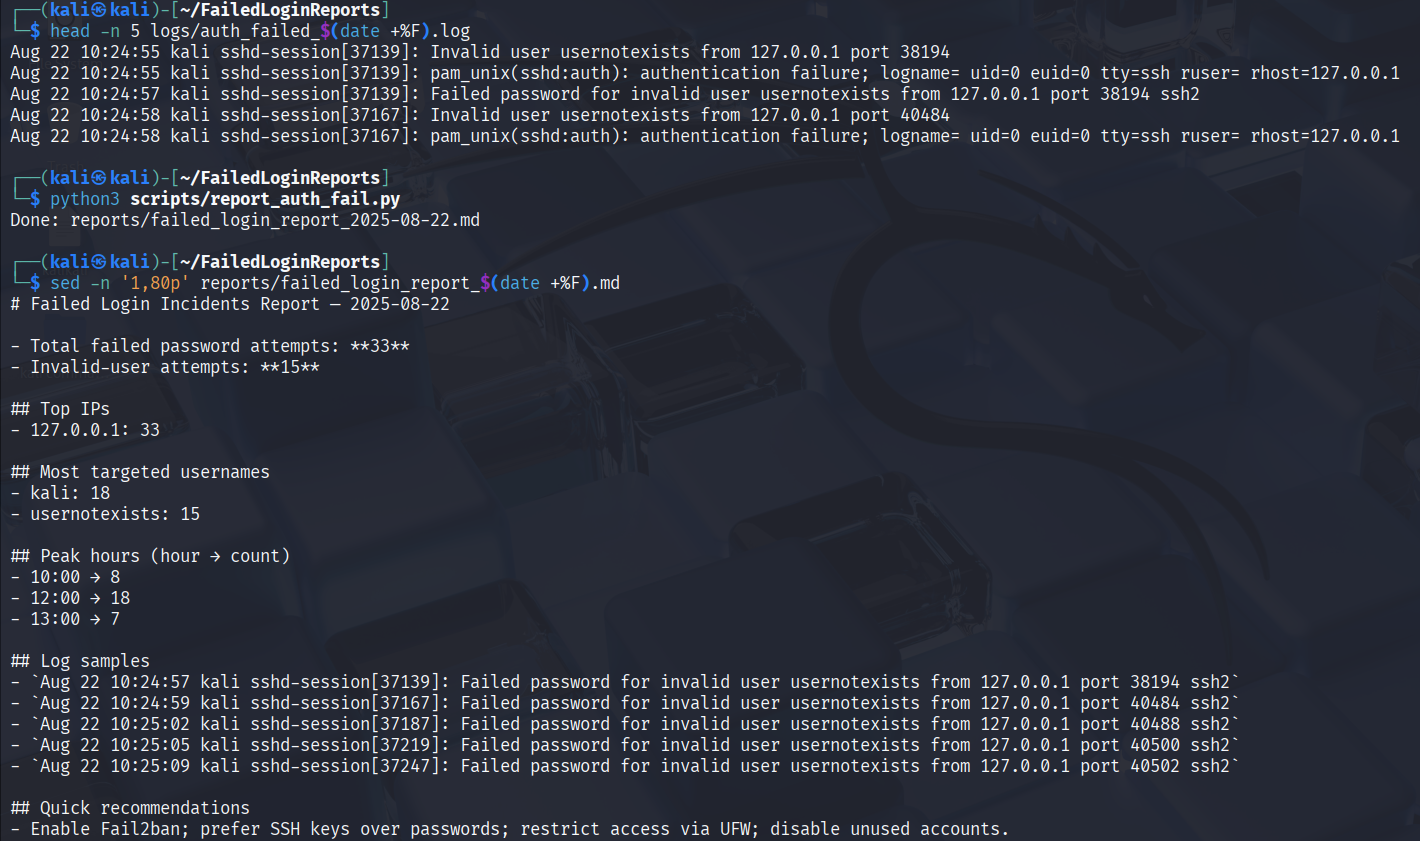 ┌──(kali㉿kali)-[~/FailedLoginReports]
└─$ head -n 5 logs/auth_failed_$(date +%F).log
Aug 22 10:24:55 kali sshd-session[37139]: Invalid user usernotexists from 127.0.0.1 port 38194
Aug 22 10:24:55 kali sshd-session[37139]: pam_unix(sshd:auth): authentication failure; logname= uid=0 euid=0 tty=ssh ruser= rhost=127.0.0.1
Aug 22 10:24:57 kali sshd-session[37139]: Failed password for invalid user usernotexists from 127.0.0.1 port 38194 ssh2
Aug 22 10:24:58 kali sshd-session[37167]: Invalid user usernotexists from 127.0.0.1 port 40484
Aug 22 10:24:58 kali sshd-session[37167]: pam_unix(sshd:auth): authentication failure; logname= uid=0 euid=0 tty=ssh ruser= rhost=127.0.0.1
┌──(kali㉿kali)-[~/FailedLoginReports]
└─$ python3 scripts/report_auth_fail.py
Done: reports/failed_login_report_2025-08-22.md
┌──(kali㉿kali)-[~/FailedLoginReports]
└─$ sed -n '1,80p' reports/failed_login_report_$(date +%F).md
# Failed Login Incidents Report — 2025-08-22
- Total failed password attempts: **33**
- Invalid-user attempts: **15**
## Top IPs
- 127.0.0.1: 33
## Most targeted usernames
- kali: 18
- usernotexists: 15
## Peak hours (hour → count)
- 10:00 → 8
- 12:00 → 18
- 13:00 → 7
## Log samples
- `Aug 22 10:24:57 kali sshd-session[37139]: Failed password for invalid user usernotexists from 127.0.0.1 port 38194 ssh2`
- `Aug 22 10:24:59 kali sshd-session[37167]: Failed password for invalid user usernotexists from 127.0.0.1 port 40484 ssh2`
- `Aug 22 10:25:02 kali sshd-session[37187]: Failed password for invalid user usernotexists from 127.0.0.1 port 40488 ssh2`
- `Aug 22 10:25:05 kali sshd-session[37219]: Failed password for invalid user usernotexists from 127.0.0.1 port 40500 ssh2`
- `Aug 22 10:25:09 kali sshd-session[37247]: Failed password for invalid user usernotexists from 127.0.0.1 port 40502 ssh2`
## Quick recommendations
- Enable Fail2ban; prefer SSH keys over passwords; restrict access via UFW; disable unused accounts.